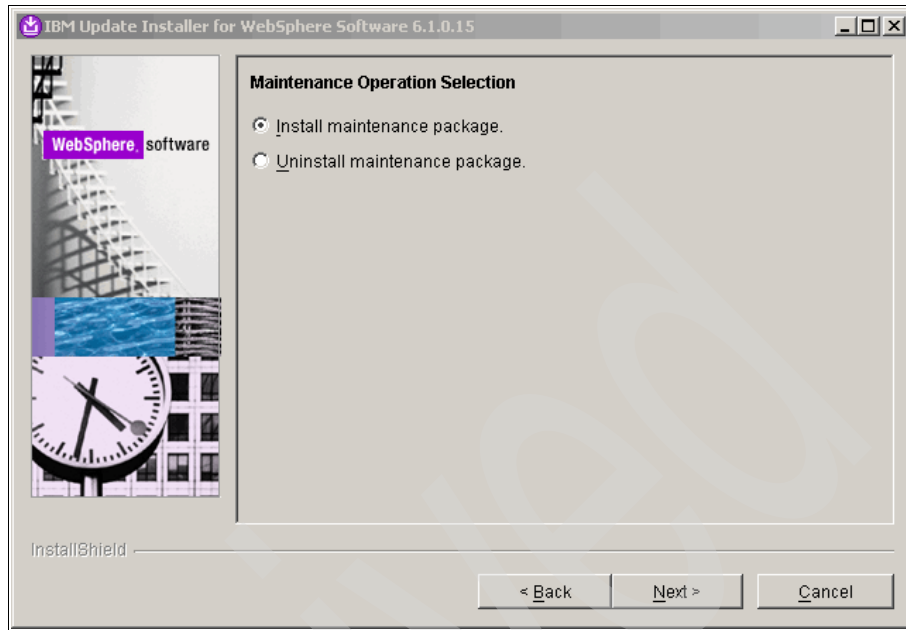 IBM Update Installer for WebSphere Software 6.1.0.15
Maintenance Operation Selection
Install maintenance package.
Uninstall maintenance package.
WebSphere. software
InstallShield
< Back
Next >
Cancel